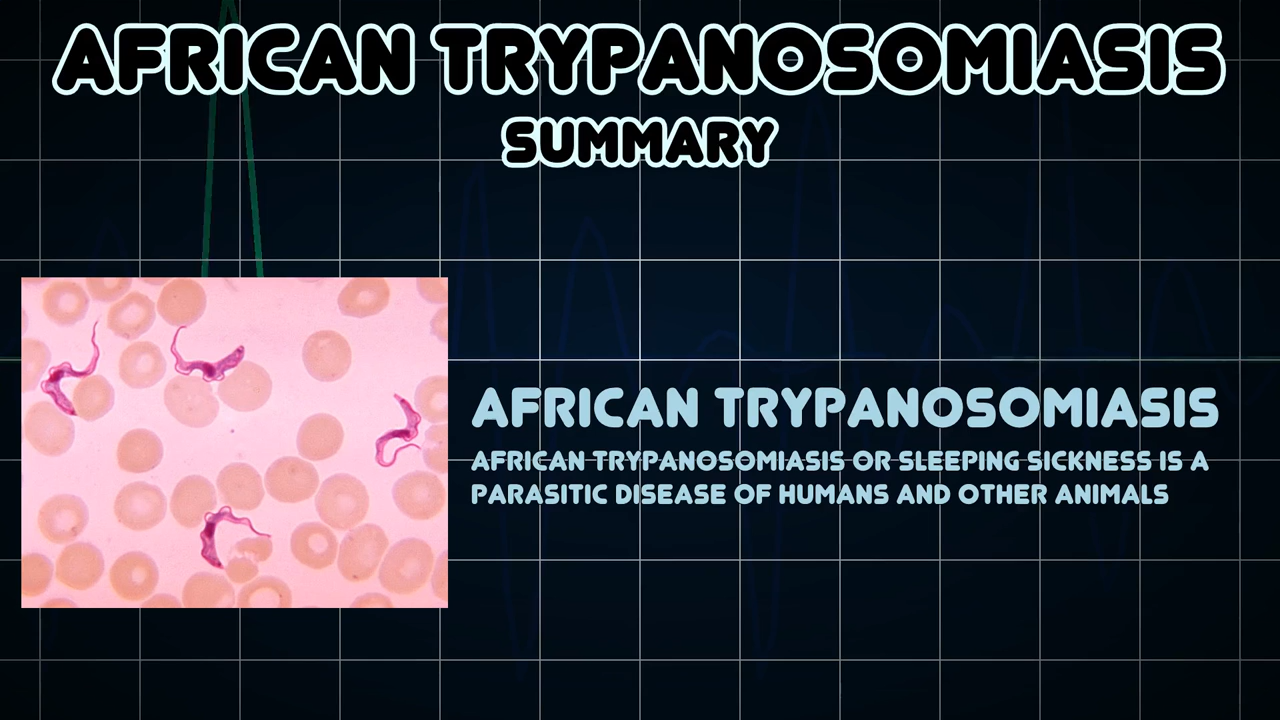 AFRICAN TRYPANOSOMIASIS
SUMMARY
AFRICAN TRYPANOSOMIASIS
AFRICAN TRYPANOSOMIASIS OR SLEEPING SICKNESS IS A
PARASITIC DISEASE OF HUMANS AND OTHER ANIMALS